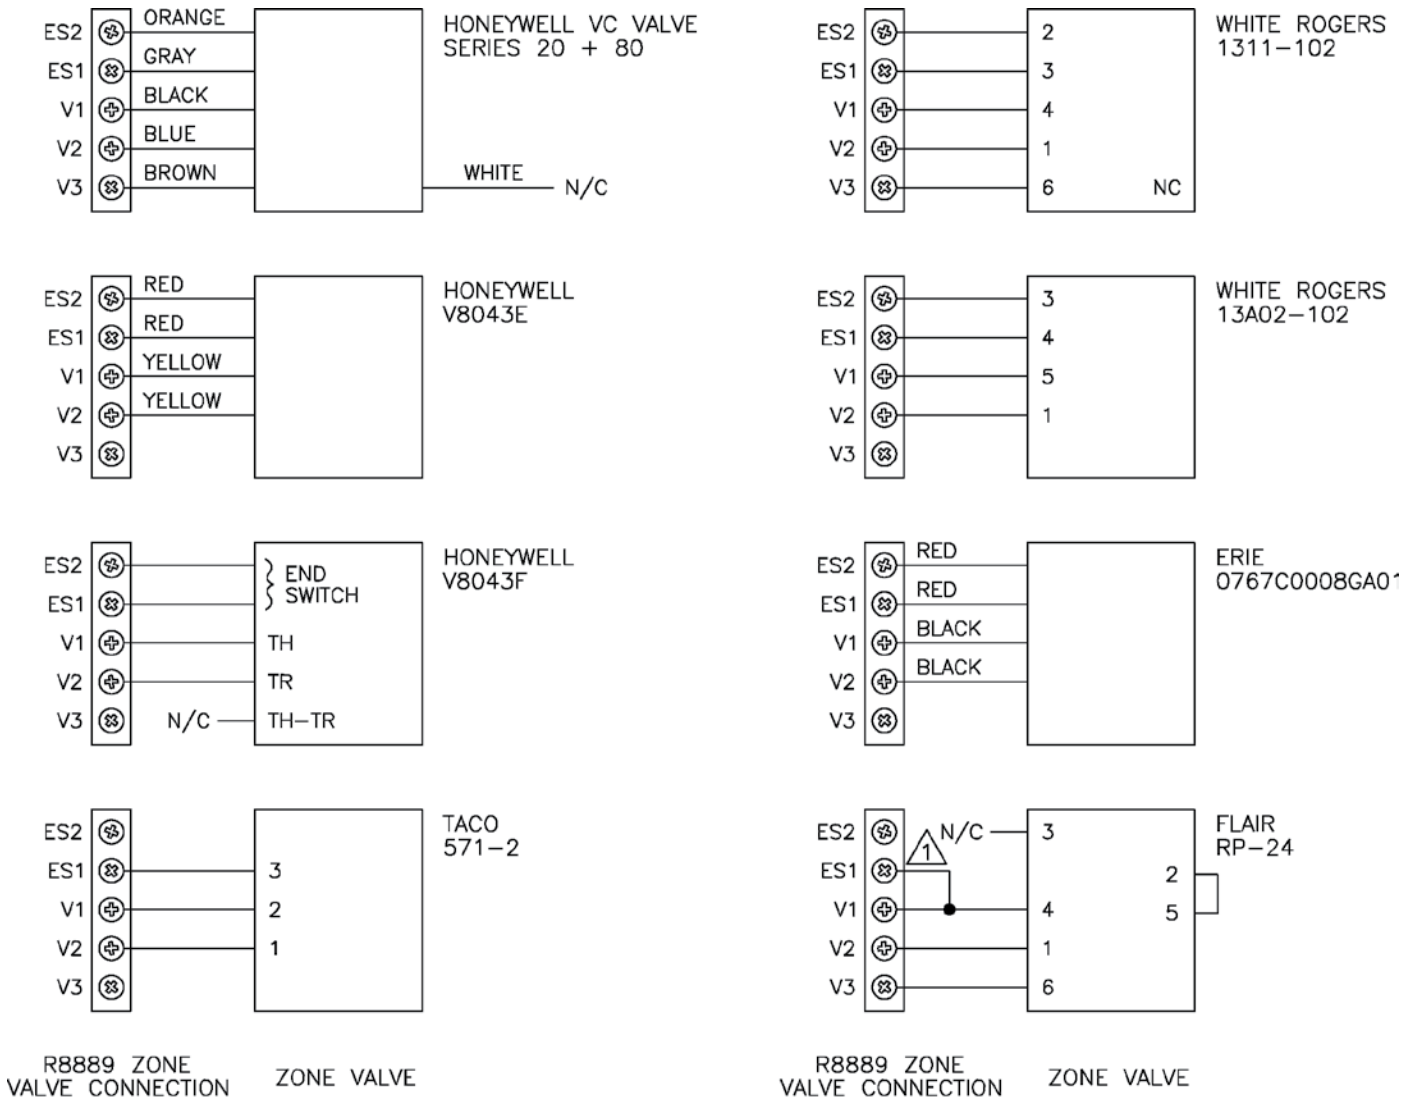 ES2 ORANGE
ES1 GRAY
V1 BLACK
V2 BLUE
V3 BROWN
WHITE N/C
HONEYWELL VC VALVE
SERIES 20 + 80
ES2 2
ES1 3
V1 4
V2 1
V3 6 NC
WHITE ROGERS
1311-102
ES2 RED
ES1 RED
V1 YELLOW
V2 YELLOW
V3
HONEYWELL
V8043E
ES2 3
ES1 4
V1 5
V2 1
V3
WHITE ROGERS
13A02-102
ES2
ES1
END
SWITCH
V1 TH
V2 TR
V3 N/C TH-TR
HONEYWELL
V8043F
ES2 RED
ES1 RED
V1 BLACK
V2 BLACK
V3
ERIE
0767C0008GA01
ES2
ES1 3
V1 2
V2 1
V3
TACO
571-2
ES2 N/C 3
1
ES1 2
V1 4 5
V2 1
V3 6
FLAIR
RP-24
R8889 ZONE
VALVE CONNECTION
ZONE VALVE
R8889 ZONE
VALVE CONNECTION
ZONE VALVE